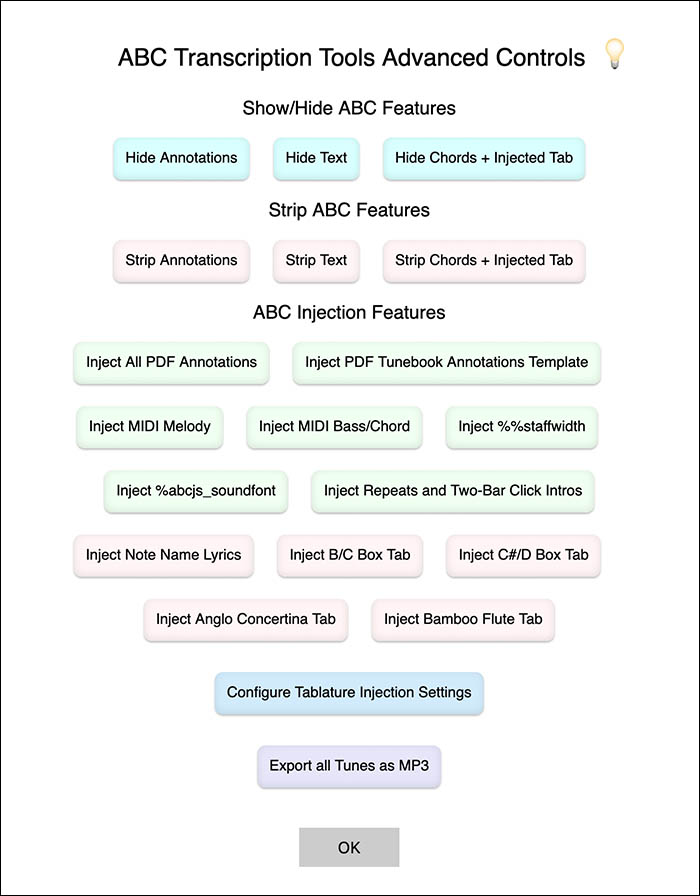 ABC Transcription Tools Advanced Controls
Show/Hide ABC Features
Hide Annotations Hide Text Hide Chords + Injected Tab
Strip ABC Features
Strip Annotations Strip Text Strip Chords + Injected Tab
ABC Injection Features
Inject All PDF Annotations Inject PDF Tunebook Annotations Template
Inject MIDI Melody Inject MIDI Bass/Chord Inject %%staffwidth
Inject %abcjs_soundfont Inject Repeats and Two-Bar Click Intros
Inject Note Name Lyrics Inject B/C Box Tab Inject C#/D Box Tab
Inject Anglo Concertina Tab Inject Bamboo Flute Tab
Configure Tablature Injection Settings
Export all Tunes as MP3
OK